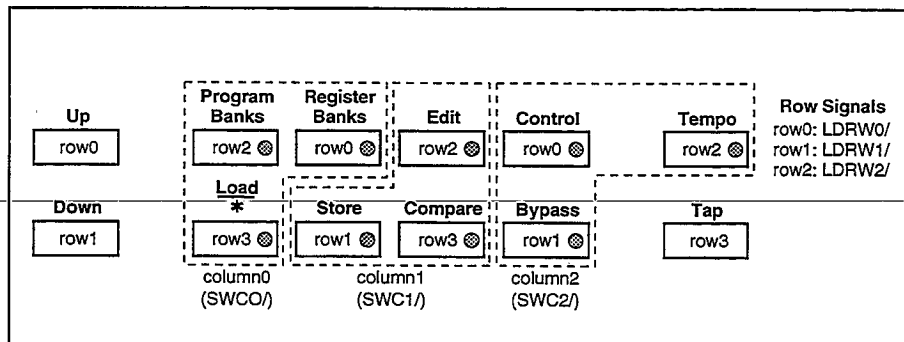 Program Register
Up Banks Banks Edit Control Tempo Row Signals
row0 row2 row0 row2 row0 row2 row0: LDRW0/
row1: LDRW1/
row2: LDRW2/
Load
Down * Store Compare Bypass Tap
row1 row3 row1 row3 row1 row3
column0 column1 column2
(SWCO/) (SWC1/) (SWC2/)